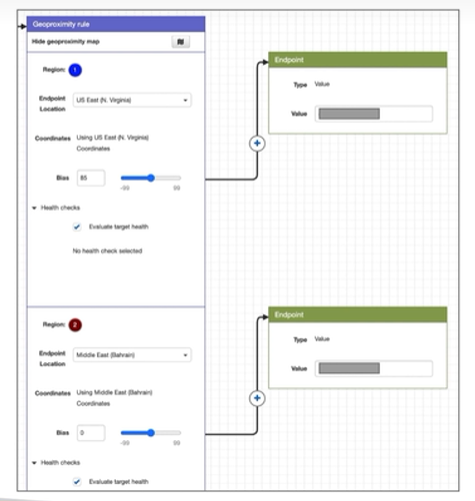 Geoproximity rule
Hide geoproximity map
Region: 1
Endpoint Location
US East (N. Virginia)
Coordinates
Using US East (N. Virginia)
Coordinates
Bias
85
-99
99
Health checks
Evaluate target health
No health check selected
Region: 2
Endpoint Location
Middle East (Bahrain)
Coordinates
Using Middle East (Bahrain)
Coordinates
Bias
0
-99
99
Health checks
Evaluate target health
Endpoint
Type Value
Value
Endpoint
Type Value
Value